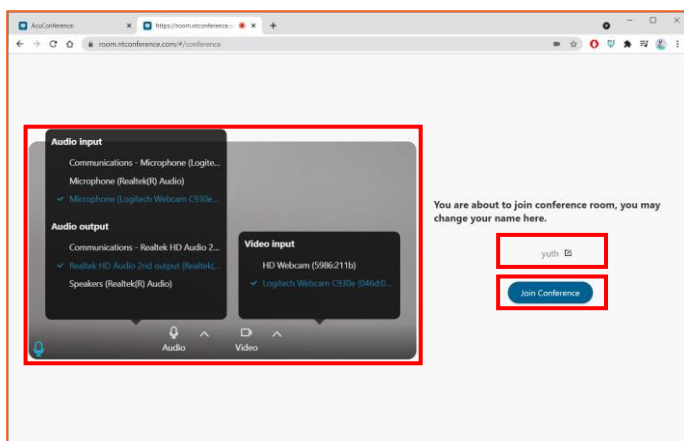 AcuConference
https://room.ntconference.c
room.ntconference.com/#/conference
Audio input
Communications - Microphone (Logite...
Microphone (Realtek(R) Audio)
Microphone (Logitech Webcam C930e...
Audio output
Communications - Realtek HD Audio 2...
Realtek HD Audio 2nd output (Realtek(...
Speakers (Realtek(R) Audio)
Video input
HD Webcam (5986:211b)
Logitech Webcam C930e (046d:0...
Audio
Video
You are about to join conference room, you may
change your name here.
yuth
Join Conference